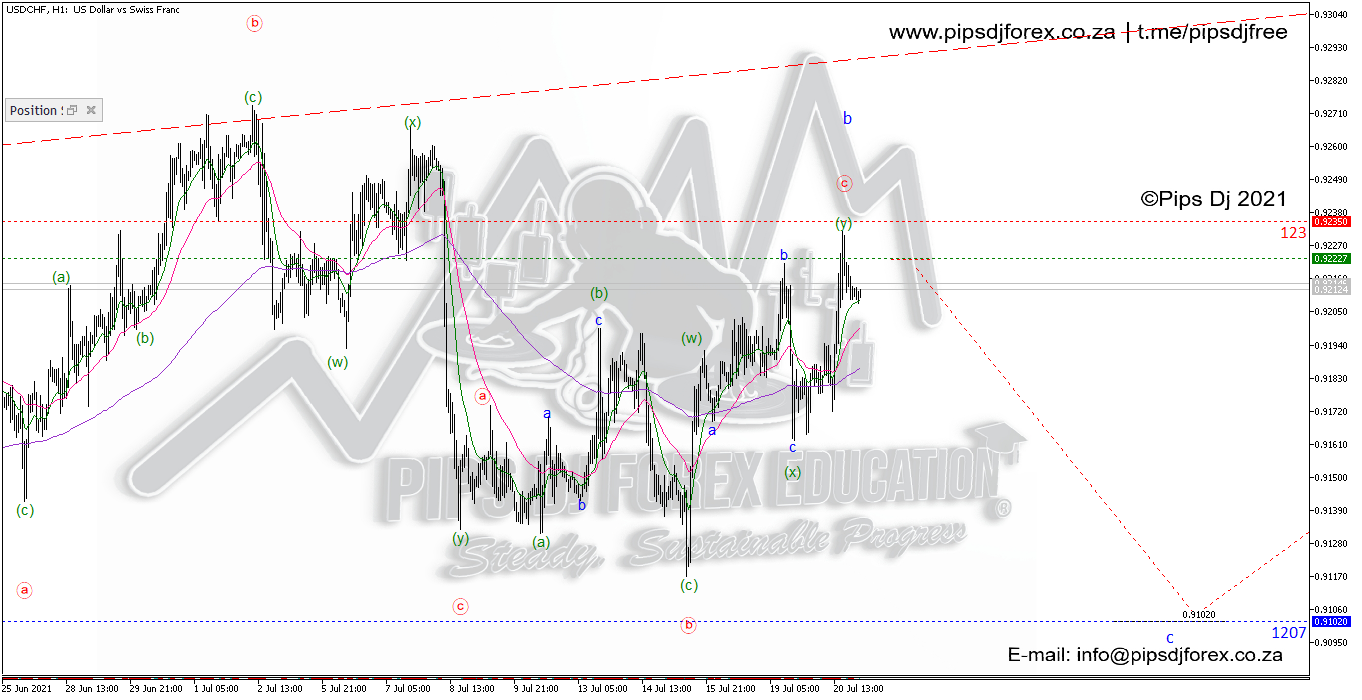 USDCHF, H1: US Dollar vs Swiss Franc
www.pipsdjforex.co.za | t.me/pipsdjfree
Position
©Pips Dj 2021
b
(c)
(x)
b
c
(y)
(a)
(b)
(w)
b
(b)
c
(w)
a
a
a
c
(x)
b
(c)
(y)
(a)
(c)
a
c
b
PIPS DJ FOREX EDUCATION
®
Steady, Sustainable Progress
0.93040
0.92930
0.92820
0.92710
0.92600
0.92490
0.92380
0.92350
123
0.92270
0.92227
0.92124
0.92050
0.91940
0.91830
0.91720
0.91610
0.91500
0.91390
0.91280
0.91170
0.91060
0.91020
0.91020
1207
c
0.90950
E-mail: info@pipsdjforex.co.za
25 Jun 2021
28 Jun 13:00
29 Jun 21:00
1 Jul 05:00
2 Jul 13:00
5 Jul 21:00
7 Jul 05:00
8 Jul 13:00
9 Jul 21:00
13 Jul 05:00
14 Jul 13:00
15 Jul 21:00
19 Jul 05:00
20 Jul 13:00